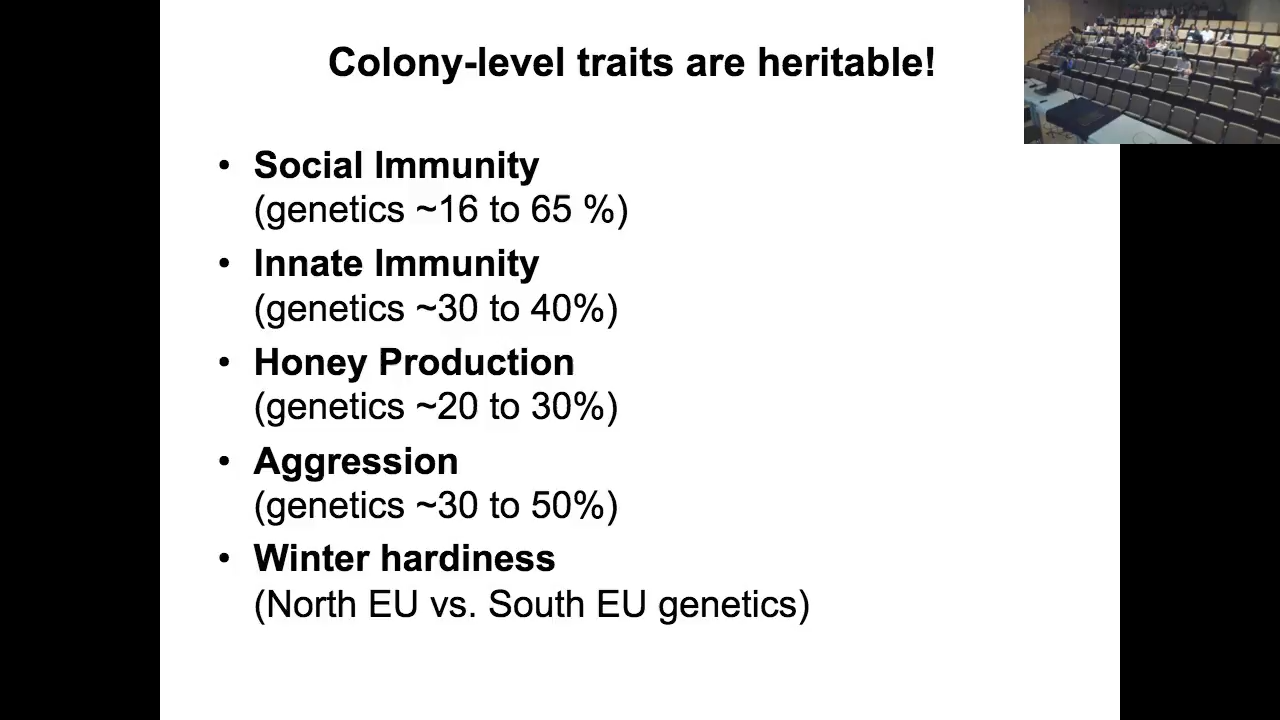 Colony-level traits are heritable!
• Social Immunity
(genetics ~16 to 65 %)
• Innate Immunity
(genetics ~30 to 40%)
• Honey Production
(genetics ~20 to 30%)
• Aggression
(genetics ~30 to 50%)
• Winter hardiness
(North EU vs. South EU genetics)